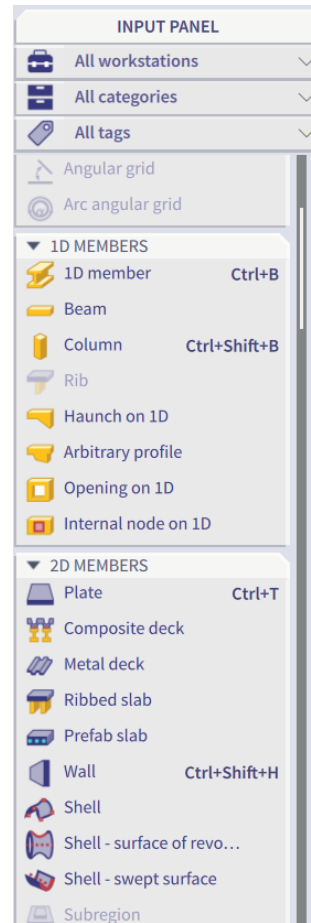 INPUT PANEL
All workstations
All categories
All tags
Angular grid
Arc angular grid
1D MEMBERS
1D member Ctrl+B
Beam
Column Ctrl+Shift+B
Rib
Haunch on 1D
Arbitrary profile
Opening on 1D
Internal node on 1D
2D MEMBERS
Plate Ctrl+T
Composite deck
Metal deck
Ribbed slab
Prefab slab
Wall Ctrl+Shift+H
Shell
Shell - surface of revo...
Shell - swept surface
Subregion